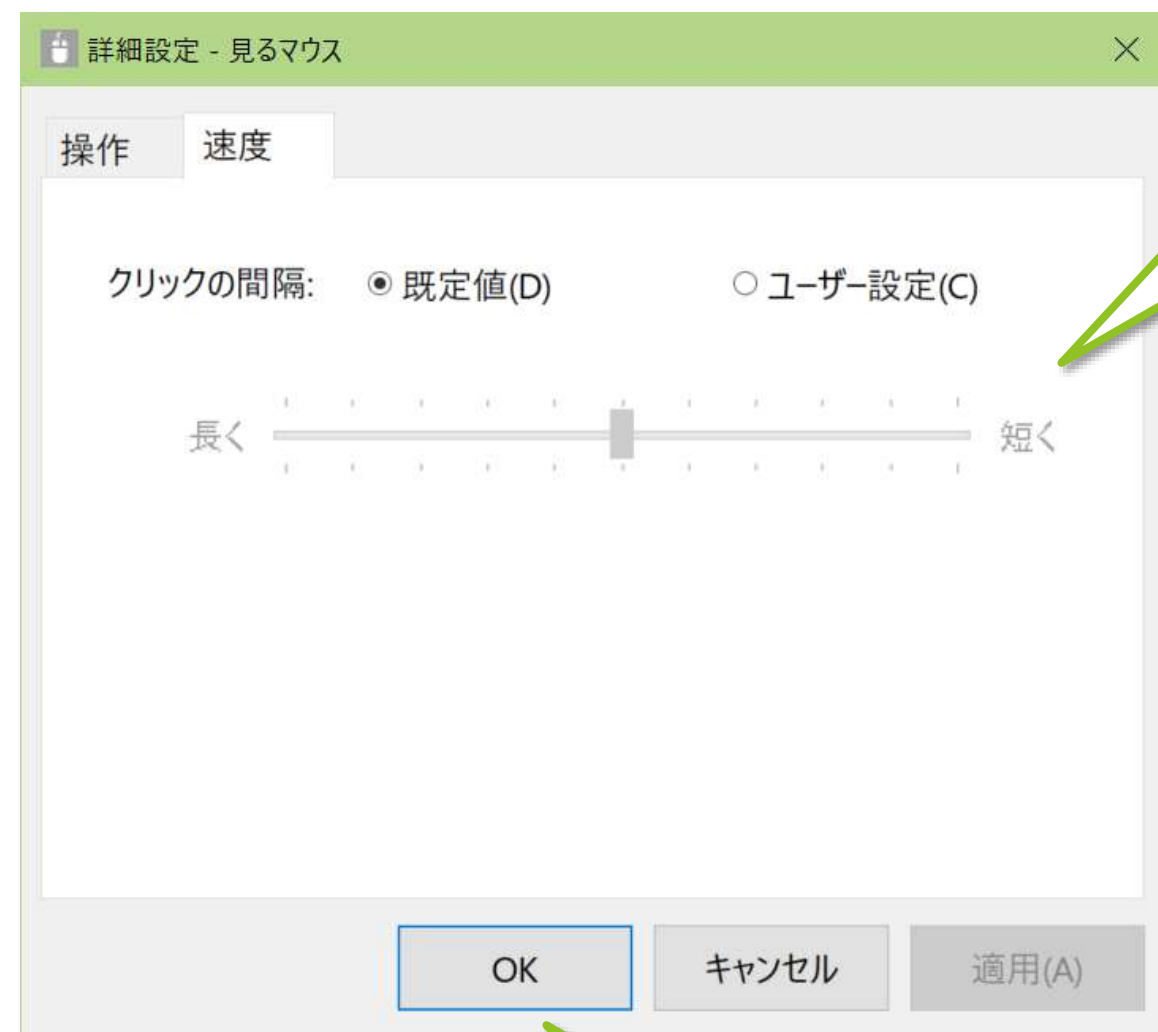 詳細設定 - 見るマウス
操作 速度
クリックの間隔: 既定値(D) ユーザー設定(C)
長く 短く
OK キャンセル 適用(A)